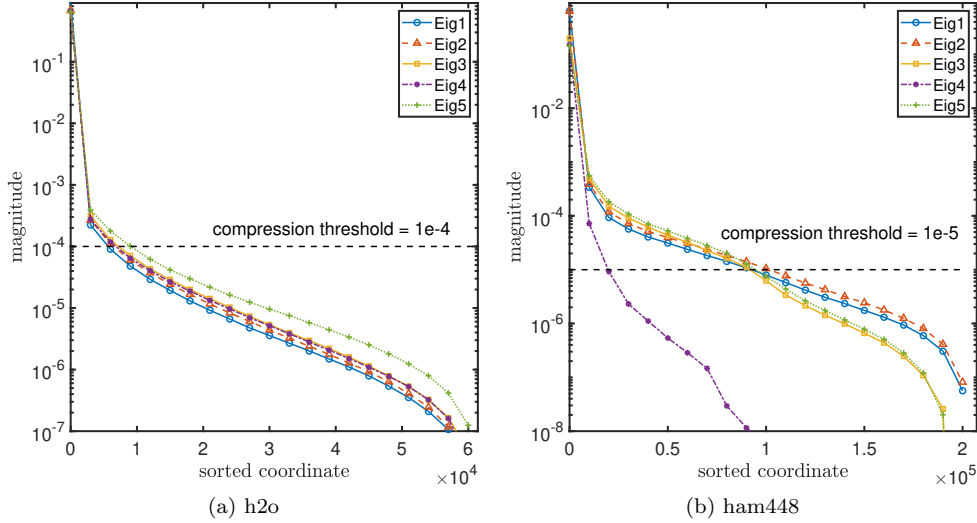 Eig1
Eig2
Eig3
Eig4
Eig5
10^-1
10^-2
10^-3
10^-4
10^-5
10^-6
10^-7
magnitude
compression threshold = 1e-4
0 1 2 3 4 5 6
sorted coordinate
×10^4
(a) h2o
Eig1
Eig2
Eig3
Eig4
Eig5
10^-2
10^-4
10^-6
10^-8
magnitude
compression threshold = 1e-5
0 0.5 1 1.5 2
sorted coordinate
×10^5
(b) ham448